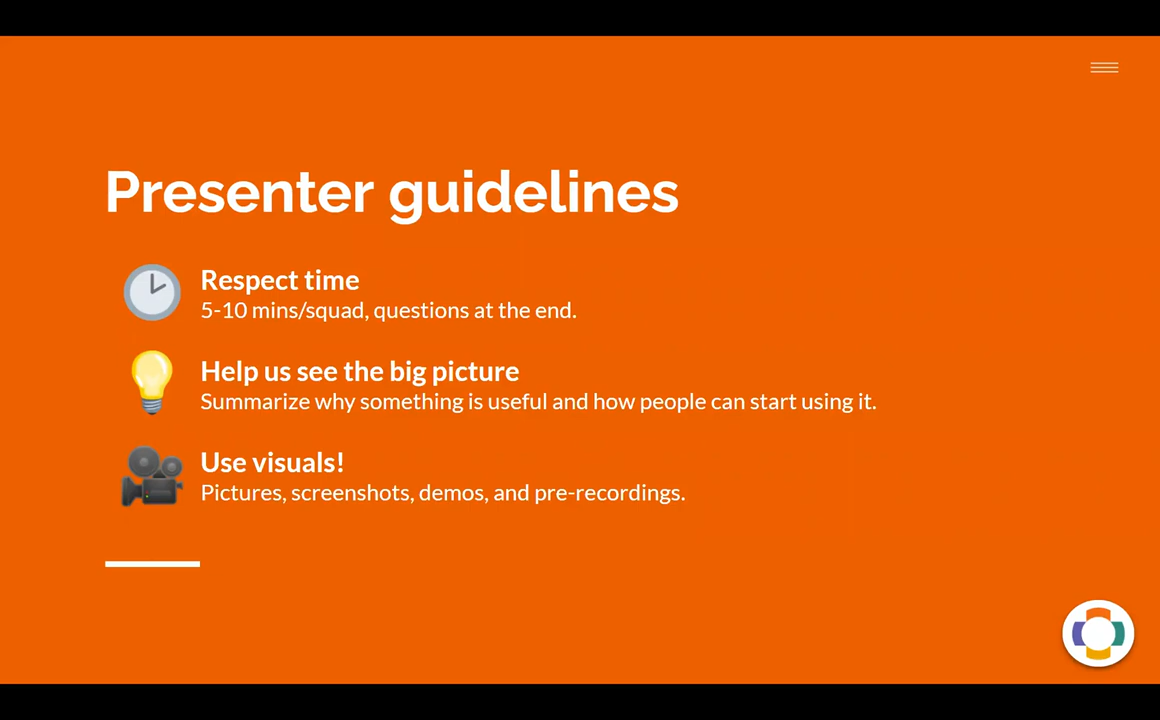 Presenter guidelines
Respect time
5-10 mins/squad, questions at the end.
Help us see the big picture
Summarize why something is useful and how people can start using it.
Use visuals!
Pictures, screenshots, demos, and pre-recordings.